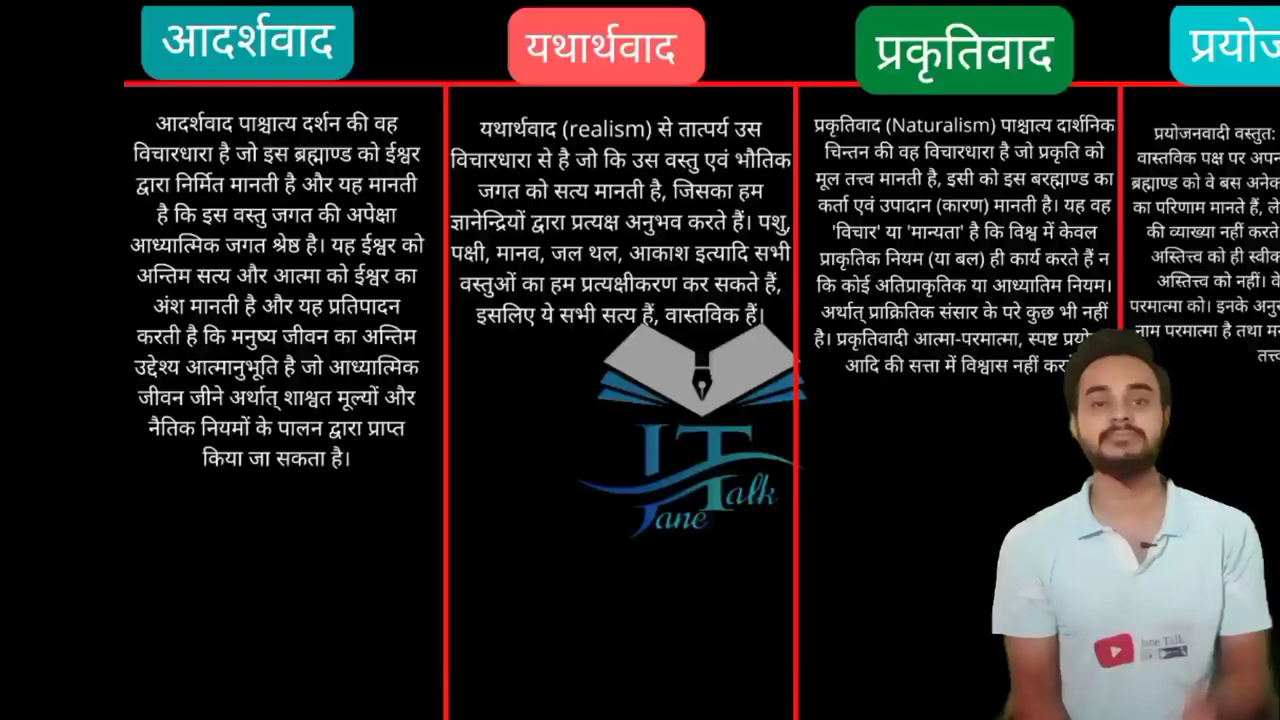 आदर्शवाद
आदर्शवाद पाश्चात्य दर्शन की वह
विचारधारा है जो इस ब्रह्माण्ड को ईश्वर
द्वारा निर्मित मानती है और यह मानती
है कि इस वस्तु जगत की अपेक्षा
आध्यात्मिक जगत श्रेष्ठ है। यह ईश्वर को
अन्तिम सत्य और आत्मा को ईश्वर का
अंश मानती है और यह प्रतिपादन
करती है कि मनुष्य जीवन का अन्तिम
उद्देश्य आत्मानुभूति है जो आध्यात्मिक
जीवन जीने अर्थात् शाश्वत मूल्यों और
नैतिक नियमों के पालन द्वारा प्राप्त
किया जा सकता है।
यथार्थवाद
यथार्थवाद (realism) से तात्पर्य उस
विचारधारा से है जो कि उस वस्तु एवं भौतिक
जगत को सत्य मानती है, जिसका हम
ज्ञानेन्द्रियों द्वारा प्रत्यक्ष अनुभव करते हैं। पशु,
पक्षी, मानव, जल थल, आकाश इत्यादि सभी
वस्तुओं का हम प्रत्यक्षीकरण कर सकते हैं,
इसलिए ये सभी सत्य हैं, वास्तविक हैं।
प्रकृतिवाद
प्रकृतिवाद (Naturalism) पाश्चात्य दार्शनिक
चिन्तन की वह विचारधारा है जो प्रकृति को
मूल तत्त्व मानती है, इसी को इस बरह्माण्ड का
कर्ता एवं उपादान (कारण) मानती है। यह वह
'विचार' या 'मान्यता' है कि विश्व में केवल
प्राकृतिक नियम (या बल) ही कार्य करते हैं न
कि कोई अतिप्राकृतिक या आध्यातिम नियम।
अर्थात् प्राक्रितिक संसार के परे कुछ भी नहीं
है। प्रकृतिवादी आत्मा-परमात्मा, स्पष्ट
आदि की सत्ता में विश्वास नहीं
प्रयोज
प्रयोजनवादी वस्तुत:
वास्तविक पक्ष पर
ब्रह्माण्ड को वे बस
का परिणाम मानते हैं,
की व्याख्या नहीं करते
अस्तित्त्व को ही
अस्तित्त्व को नहीं।
परमात्मा को। इनके
नाम परमात्मा है तथा
JT
Jane Talk
Jane Talk